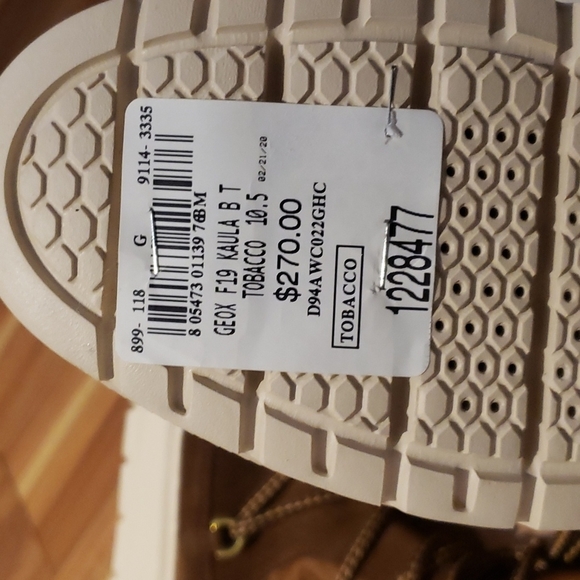 899- 118 G 9114- 3335
8 05473 01139 7 6BM
GEOX F19 KAULA B T
TOBACCO 10.5 02/21/20
$270.00
D94AWC022GHC
TOBACCO
1228477